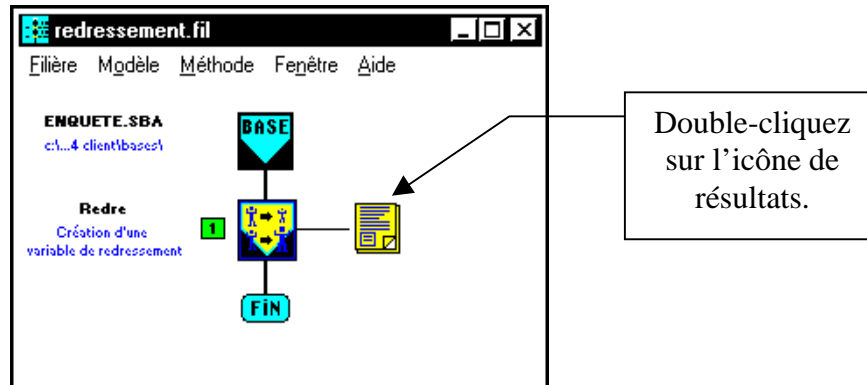 redressement.fil
Filière Modèle Méthode Fenêtre Aide
ENQUETE.SBA
c:\...4 client\bases\
BASE
Redre
Création d'une
variable de redressement
1
FIN
Double-cliquez
sur l’icône de
résultats.